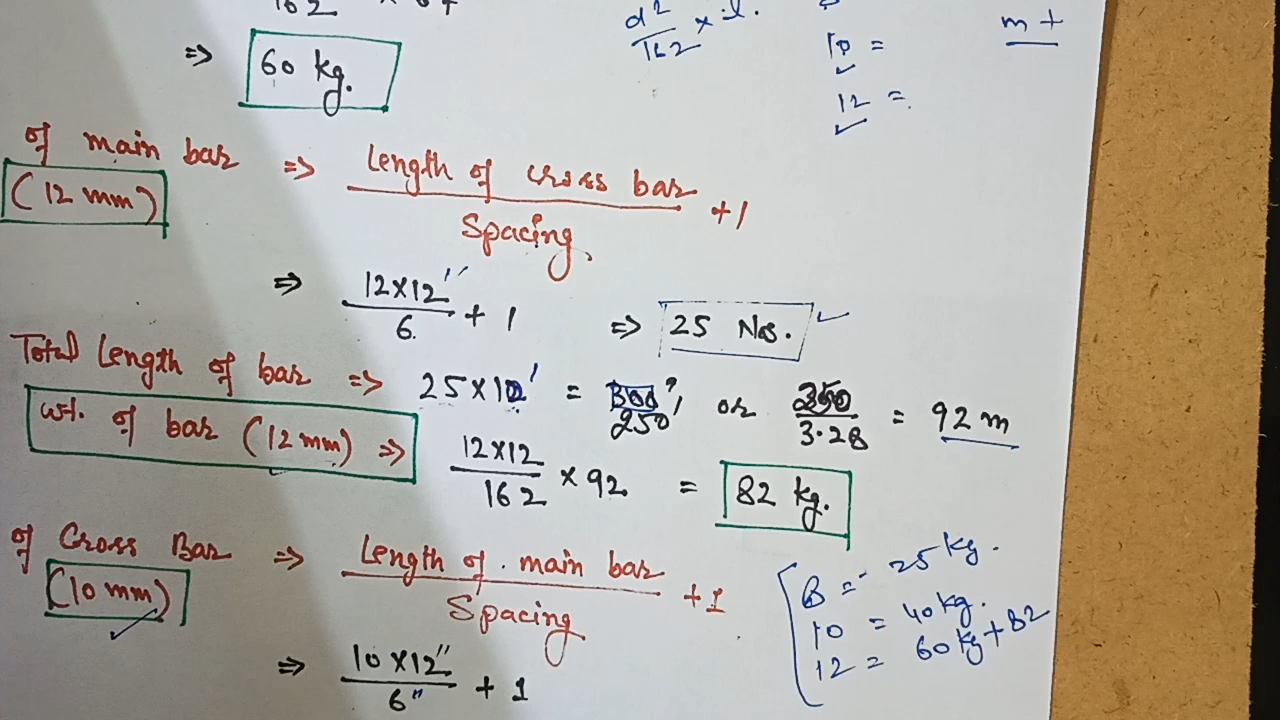 162
d²/162 × l.
10 =
m +
=> 60 kg.
12 =
of main bar => Length of cross bar / Spacing + 1
(12 mm)
=> 12×12" / 6 + 1 => 25 Nos.
Total Length of bar => 25×10' = 250' or / 3.28 = 92 m
wt. of bar (12 mm) => 12×12 / 162 × 92 = 82 kg.
of Cross Bar => Length of main bar / Spacing + 1
(10 mm)
=> 10×12" / 6" + 1
8 = 25 kg.
10 = 40 kg.
12 = 60 kg + 82